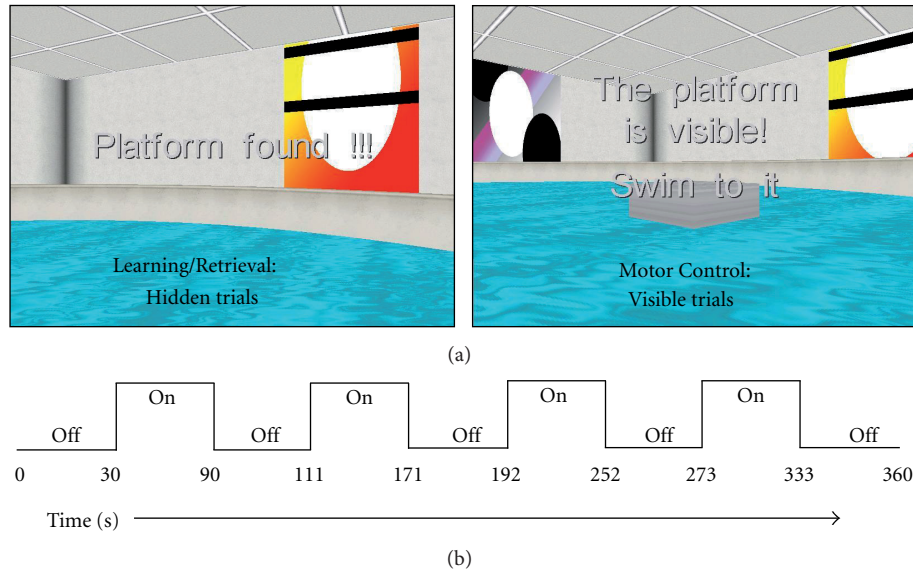 Platform found !!!
Learning/Retrieval:
Hidden trials
The platform
is visible!
Swim to it
Motor Control:
Visible trials
(a)
On On On On
Off Off Off Off Off
0 30 90 111 171 192 252 273 333 360
Time (s)
(b)